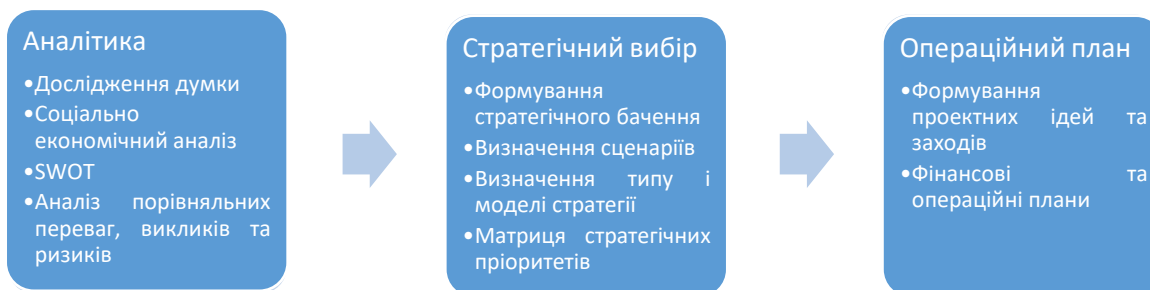 Аналітика
•Дослідження думки
•Соціально
економічний аналіз
•SWOT
•Аналіз порівняльних
переваг, викликів та
ризиків
Стратегічний вибір
•Формування
стратегічного бачення
•Визначення сценаріїв
•Визначення типу і
моделі стратегії
•Матриця стратегічних
пріоритетів
Операційний план
•Формування
проектних ідей та
заходів
•Фінансові та
операційні плани